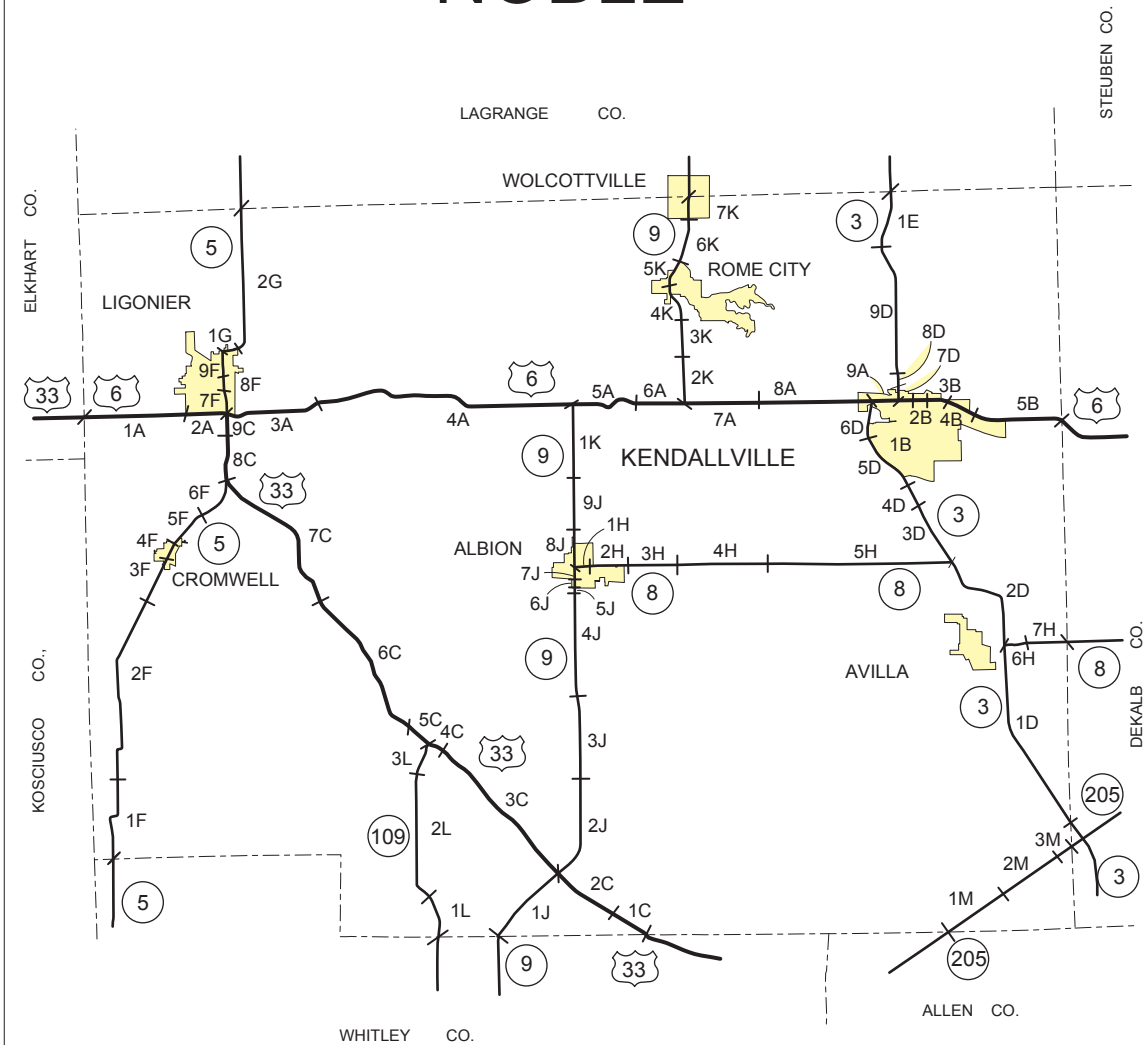 NOBLE
STEUBEN CO.
LAGRANGE CO.
WOLCOTTVILLE
ELKHART CO.
5
9
7K
3
1E
6K
5K
ROME CITY
2G
LIGONIER
4K
9D
3K
8D
1G
7D
9F
8F
9A
3B
33
6
6
5A
6A
2K
8A
7F
5B
6
1A
2A
9C
3A
4A
7A
6D
2B
4B
1B
9
1K
KENDALLVILLE
8C
5D
6F
33
4D
5F
9J
3
4F
5
7C
1H
3D
3F
ALBION
8J
2H
3H
4H
5H
CROMWELL
7J
8
8
6J
5J
2D
4J
7H
6H
8
9
6C
2F
AVILLA
3
1D
DEKALB CO.
KOSCIUSCO CO.,
5C
4C
3J
3L
33
3C
205
1F
109
2L
2J
3M
2M
2C
3
5
1L
1J
1C
1M
9
33
205
ALLEN CO.
WHITLEY CO.